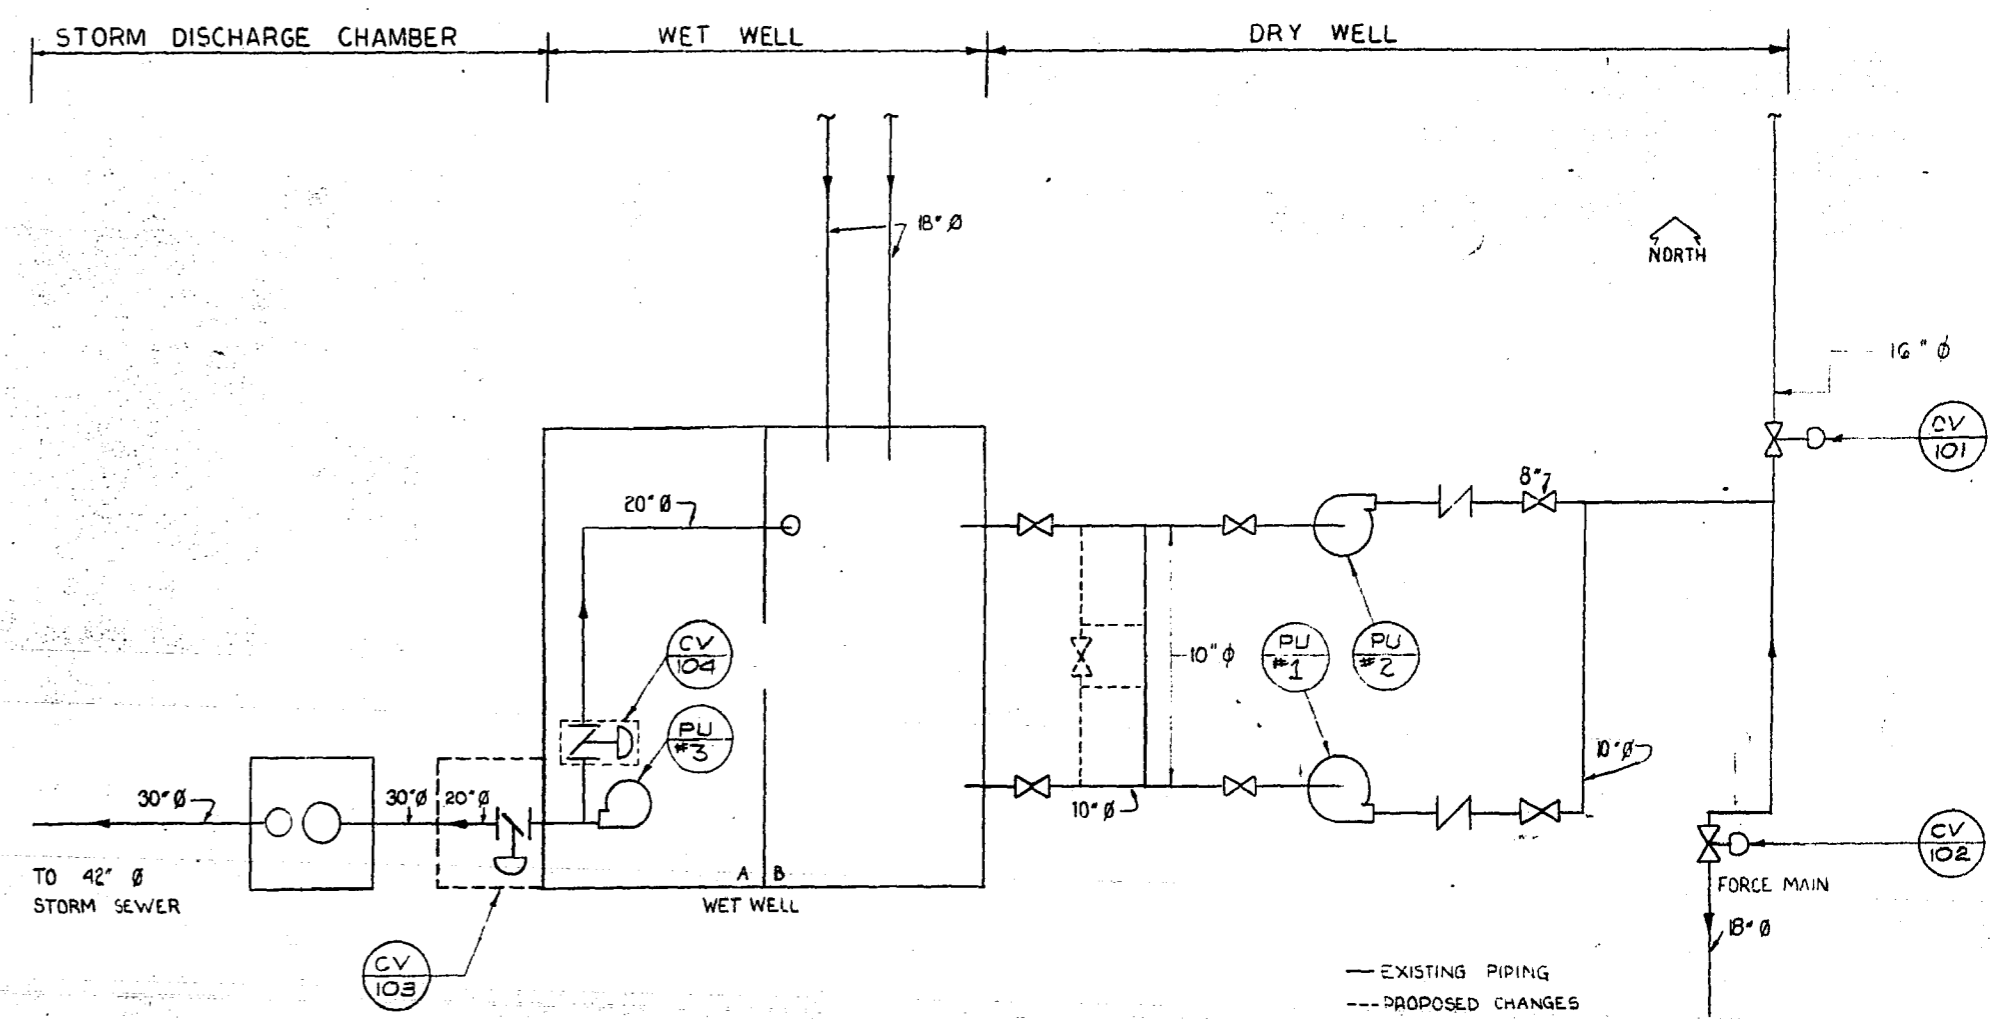 STORM DISCHARGE CHAMBER
WET WELL
DRY WELL
18" Ø
NORTH
16" Ø
CV
101
20" Ø
8"
CV
104
10" Ø
PU
#1
PU
#2
PU
#3
10" Ø
30" Ø
30" Ø
20" Ø
10" Ø
CV
102
TO 42" Ø
STORM SEWER
A
B
WET WELL
FORCE MAIN
18" Ø
CV
103
EXISTING PIPING
PROPOSED CHANGES